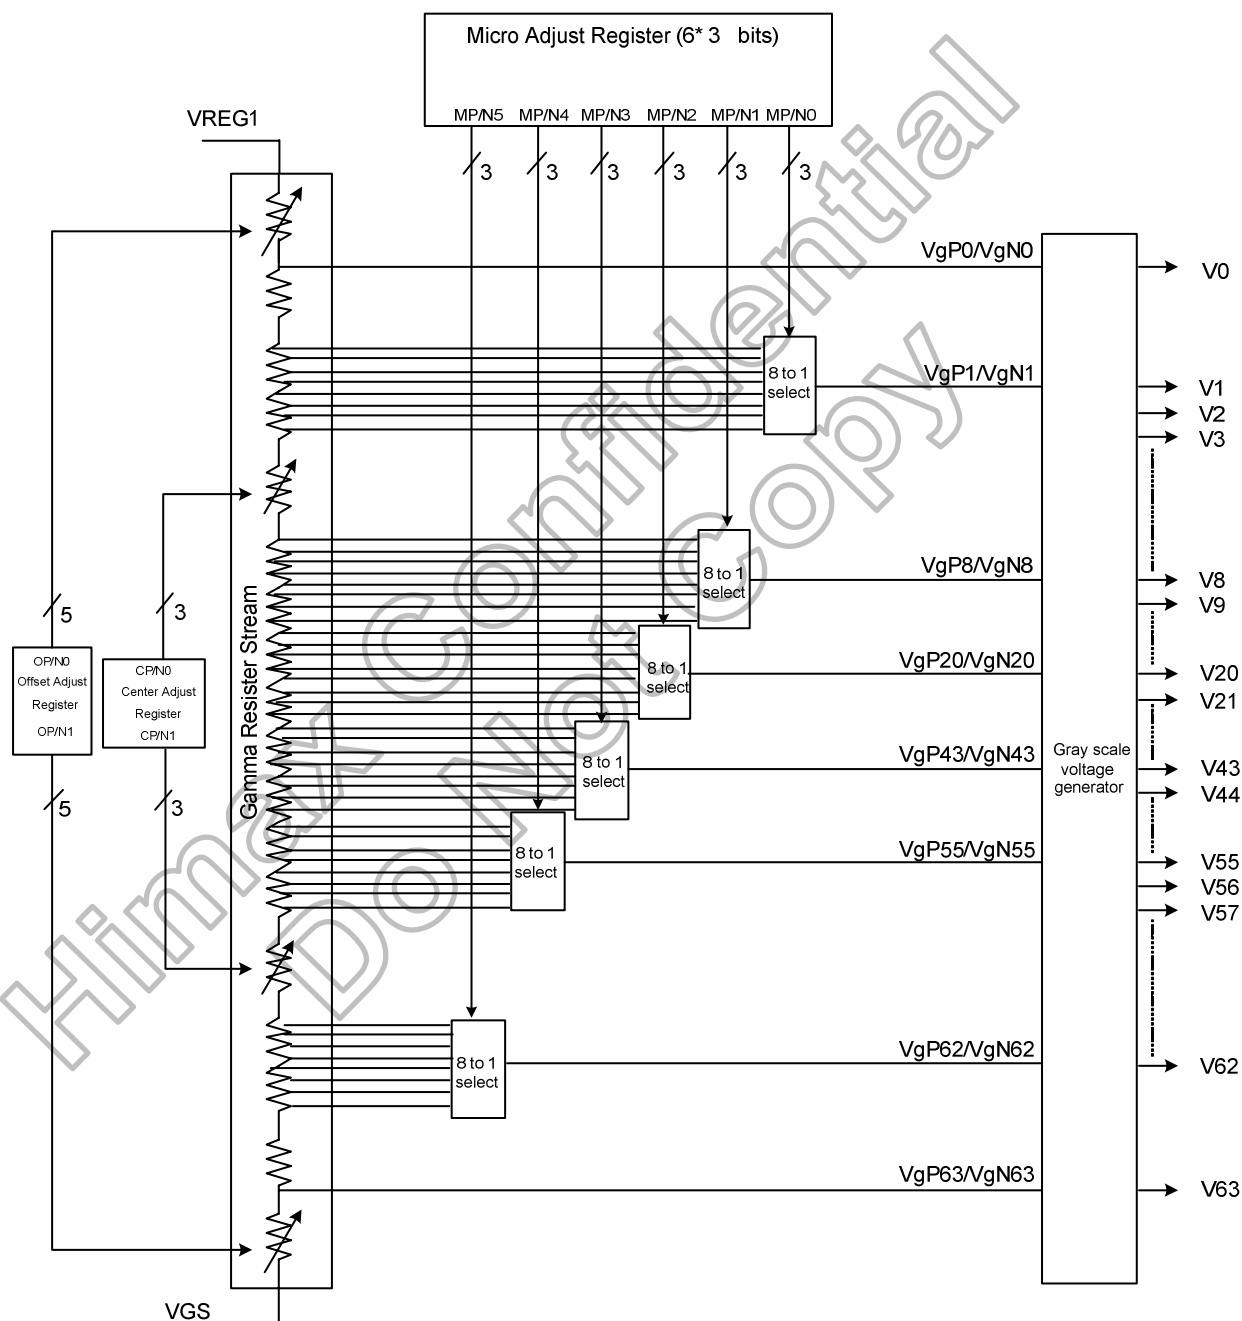 Micro Adjust Register (6* 3 bits)
MP/N5 MP/N4 MP/N3 MP/N2 MP/N1 MP/N0
3 3 3 3 3 3
VREG1
VgP0/VgN0
V0
8 to 1
select
VgP1/VgN1
V1
V2
V3
8 to 1
select
VgP8/VgN8
V8
V9
5
3
OP/N0
Offset Adjust
Register
OP/N1
CP/N0
Center Adjust
Register
CP/N1
5
3
Gamma Resister Stream
8 to 1
select
VgP20/VgN20
V20
V21
8 to 1
select
VgP43/VgN43
Gray scale
voltage
generator
V43
V44
8 to 1
select
VgP55/VgN55
V55
V56
V57
8 to 1
select
VgP62/VgN62
V62
VgP63/VgN63
V63
VGS
Himax Confidential
Do Not Copy